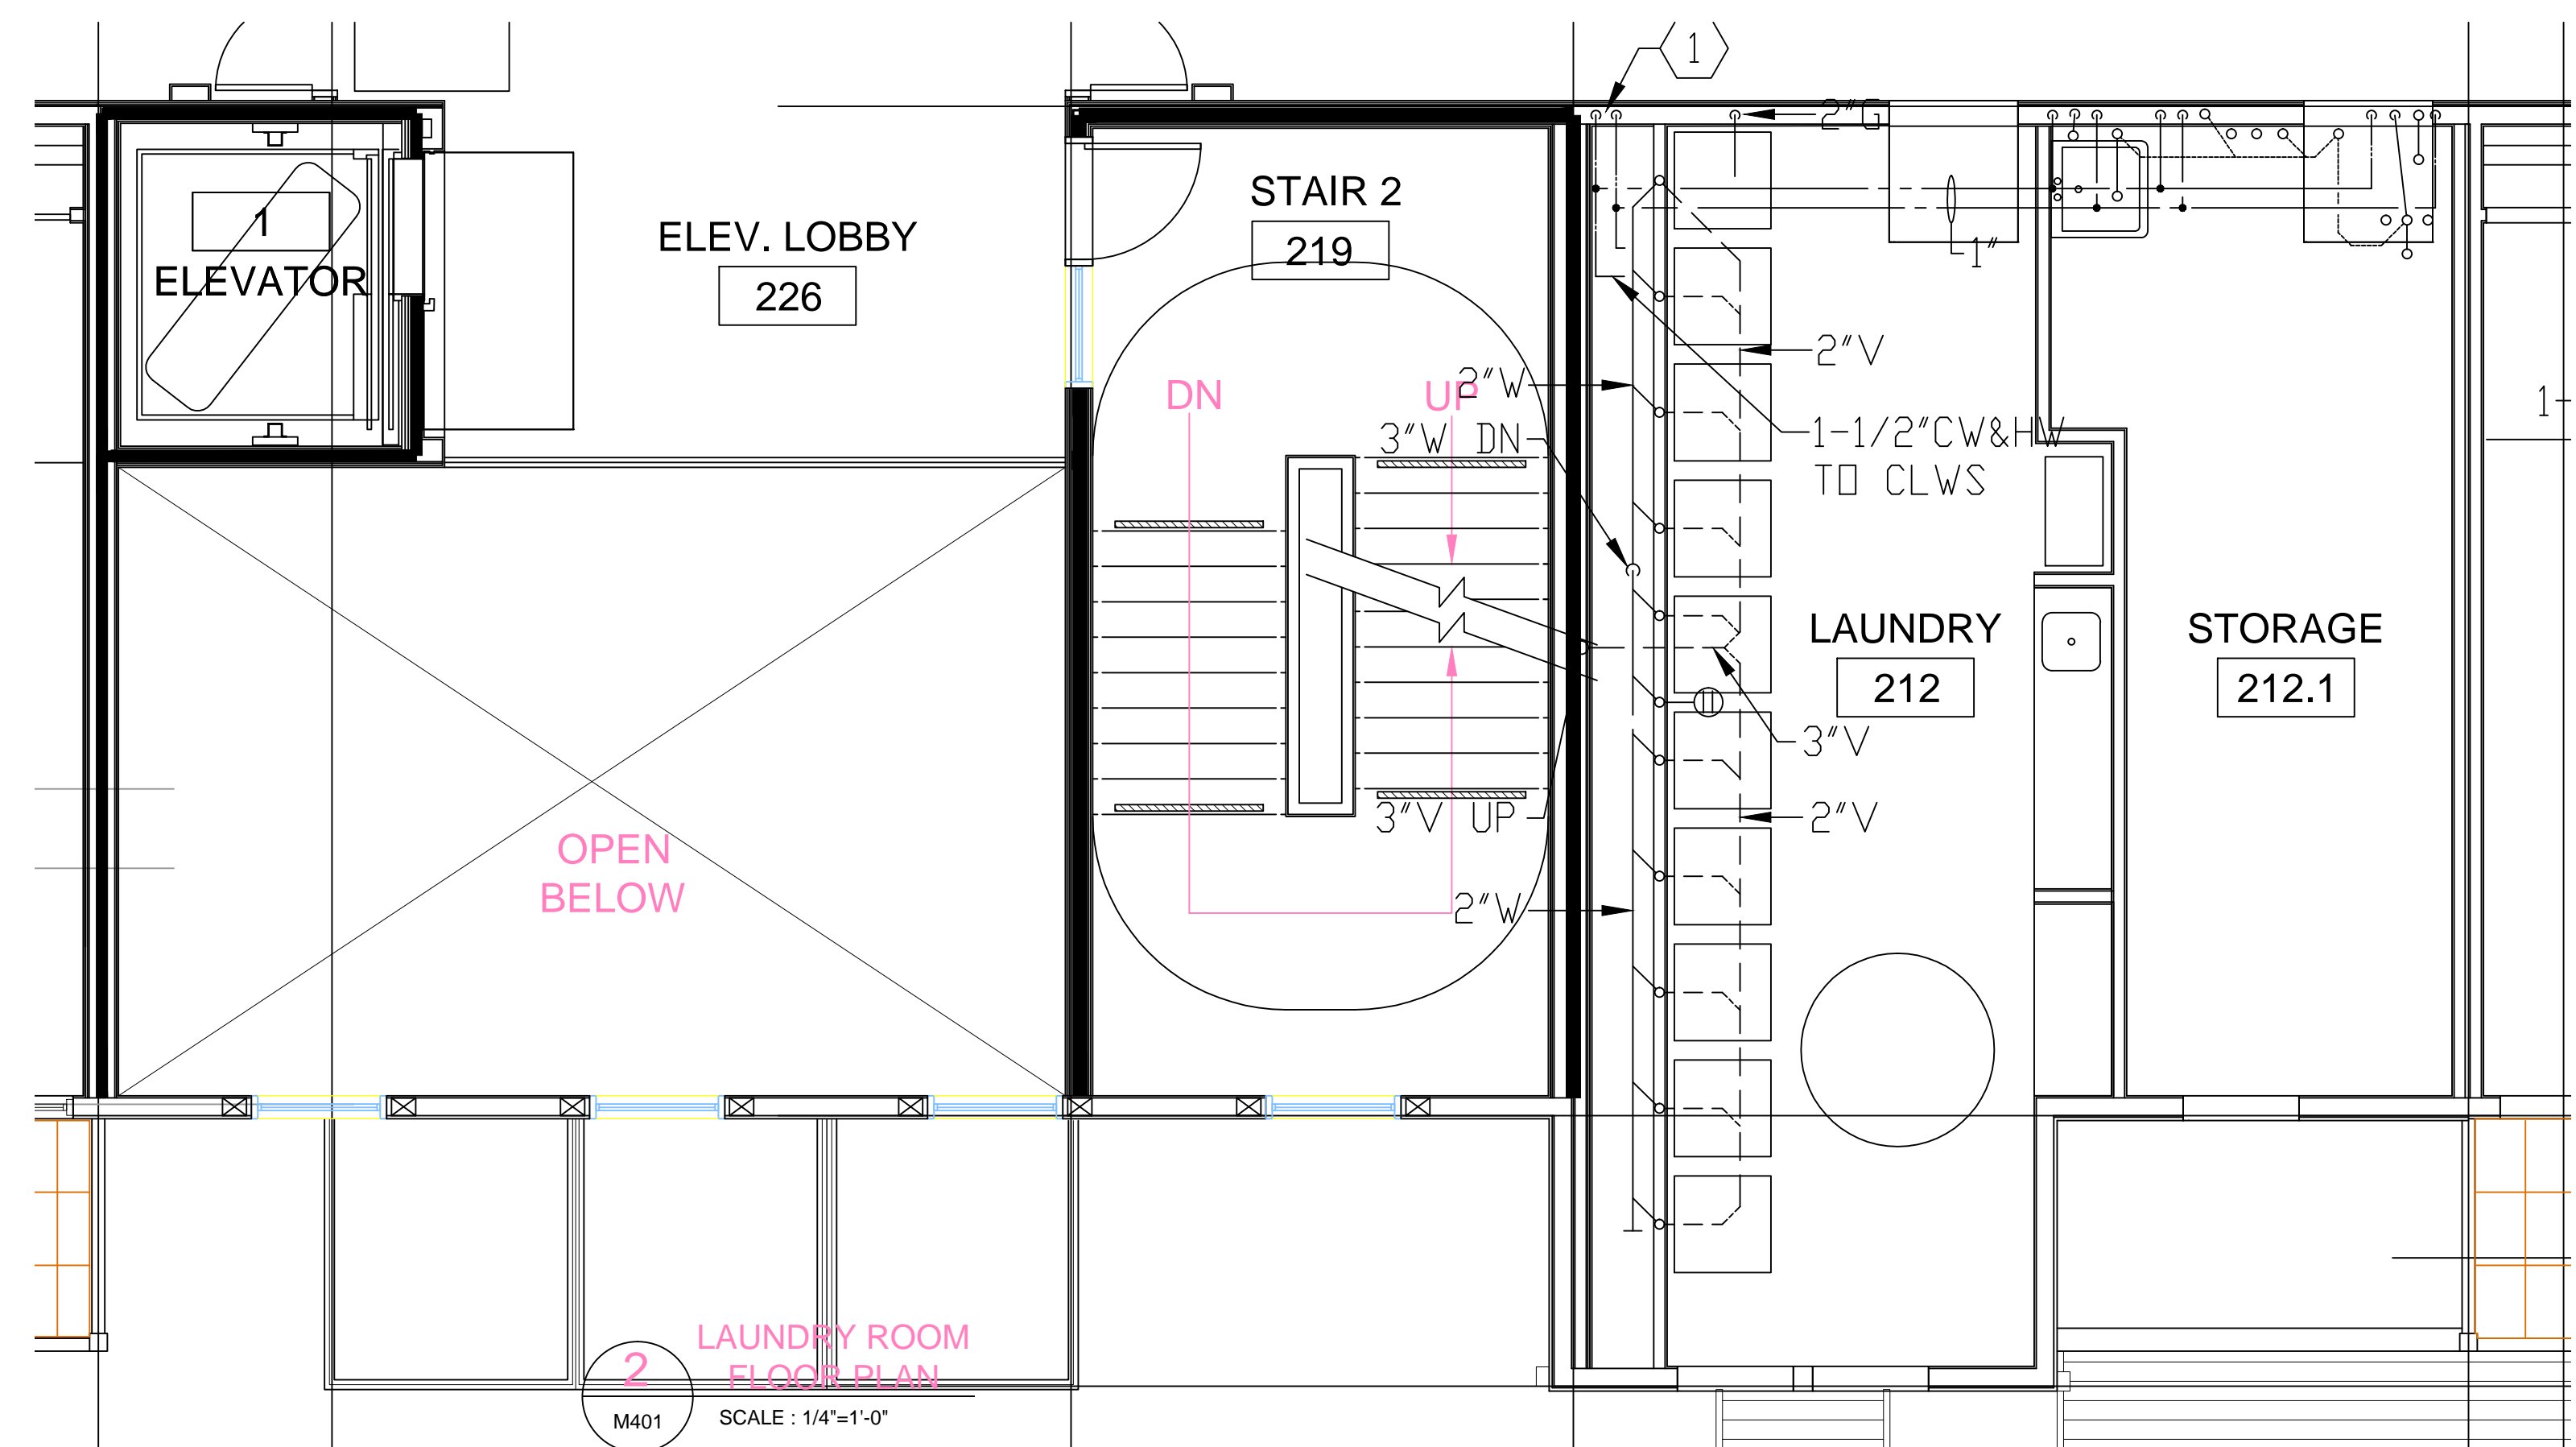 1
2"G
STAIR 2
219
1
ELEVATOR
ELEV. LOBBY
226
1"
2"V
DN
UP
2"W
1-1/2"CW&HW
TO CLWS
3"W DN
1
LAUNDRY
212
STORAGE
212.1
3"V
3"V UP
2"V
OPEN
BELOW
2"W
LAUNDRY ROOM
FLOOR PLAN
2
M401
SCALE : 1/4"=1'-0"